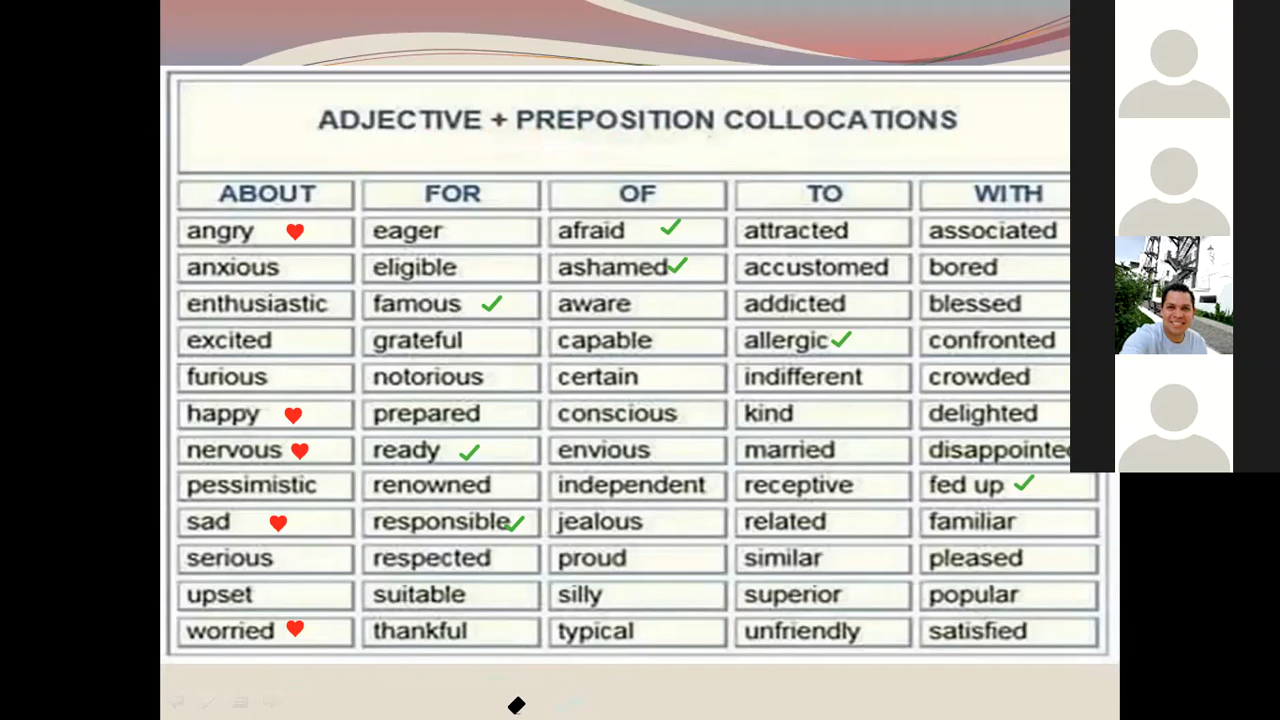 ADJECTIVE + PREPOSITION COLLOCATIONS
ABOUT FOR OF TO WITH
angry eager afraid attracted associated
anxious eligible ashamed accustomed bored
enthusiastic famous aware addicted blessed
excited grateful capable allergic confronted
furious notorious certain indifferent crowded
happy prepared conscious kind delighted
nervous ready envious married disappointed
pessimistic renowned independent receptive fed up
sad responsible jealous related familiar
serious respected proud similar pleased
upset suitable silly superior popular
worried thankful typical unfriendly satisfied